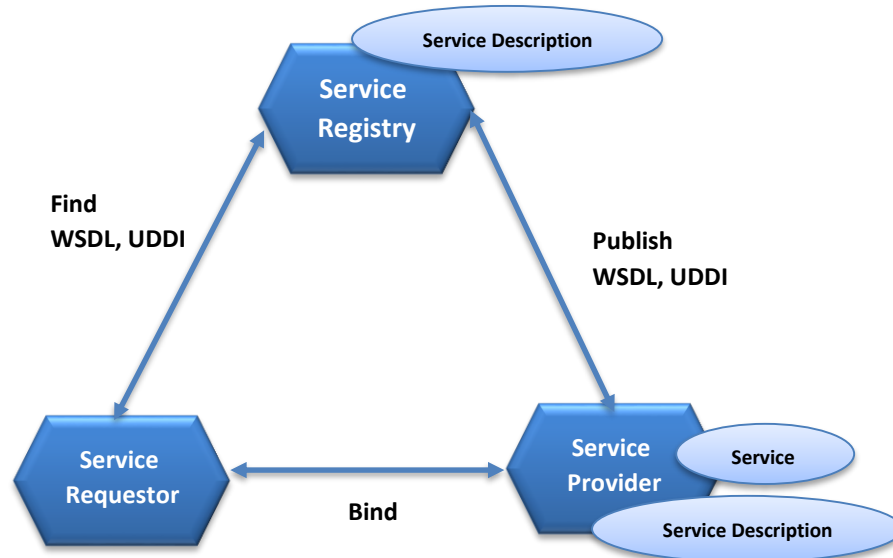 Service Description
Service
Registry
Find
WSDL, UDDI
Publish
WSDL, UDDI
Service
Requestor
Bind
Service
Provider
Service
Service Description